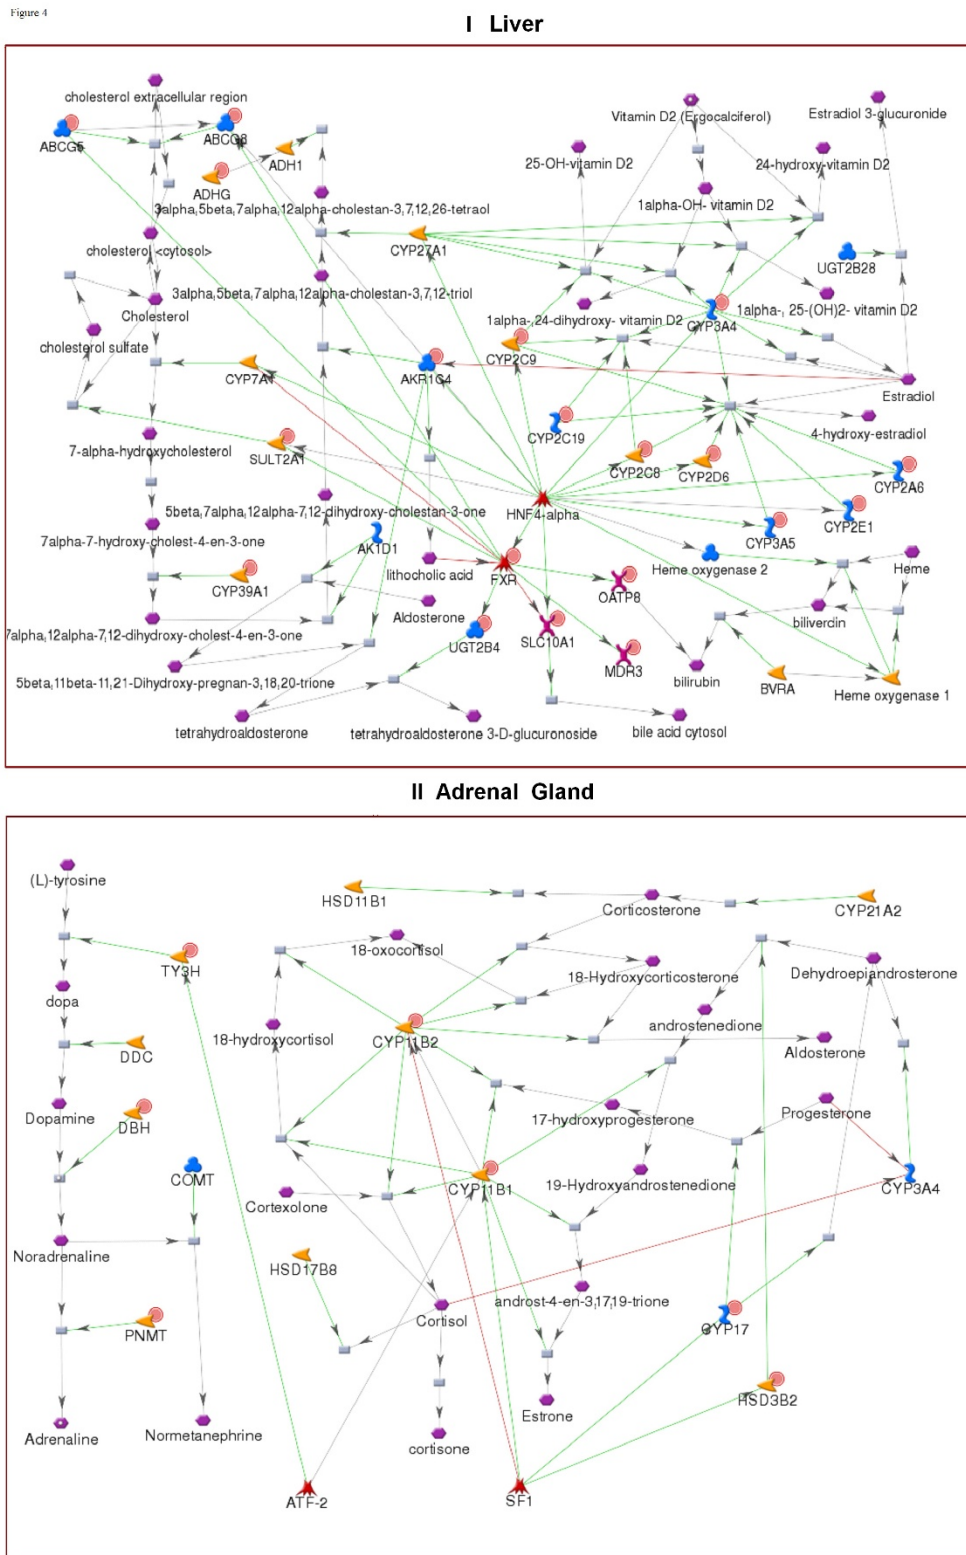 Figure 4
I Liver
cholesterol extracellular region
Vitamin D2 (Ergocalciferol)
Estradiol 3-glucuronide
ABCG5
ABCG8
ADH1
25-OH-vitamin D2
24-hydroxy-vitamin D2
ADHG
3alpha,5beta,7alpha,12alpha-cholestan-3,7,12,26-tetraol
1alpha-OH- vitamin D2
cholesterol <cytosol>
CYP27A1
UGT2B28
3alpha,5beta,7alpha,12alpha-cholestan-3,7,12-triol
Cholesterol
1alpha-,24-dihydroxy- vitamin D2
CYP3A4
1alpha-, 25-(OH)2- vitamin D2
cholesterol sulfate
CYP2C9
CYP7A1
AKR1C4
Estradiol
7-alpha-hydroxycholesterol
SULT2A1
CYP2C19
4-hydroxy-estradiol
CYP2C8
CYP2D6
CYP2A6
5beta,7alpha,12alpha-7,12-dihydroxy-cholestan-3-one
HNF4-alpha
CYP2E1
7alpha-7-hydroxy-cholest-4-en-3-one
AK1D1
CYP3A5
lithocholic acid
FXR
Heme oxygenase 2
Heme
CYP39A1
OATP8
Aldosterone
biliverdin
7alpha,12alpha-7,12-dihydroxy-cholest-4-en-3-one
UGT2B4
SLC10A1
MDR3
bilirubin
5beta,11beta-11,21-Dihydroxy-pregnan-3,18,20-trione
BVRA
Heme oxygenase 1
tetrahydroaldosterone
tetrahydroaldosterone 3-D-glucuronoside
bile acid cytosol
II Adrenal Gland
(L)-tyrosine
HSD11B1
Corticosterone
CYP21A2
18-oxocortisol
TY3H
18-Hydroxycorticosterone
Dehydroepiandrosterone
dopa
18-hydroxycortisol
CYP11B2
androstenedione
DDC
Aldosterone
Dopamine
DBH
17-hydroxyprogesterone
Progesterone
COMT
CYP11B1
19-Hydroxyandrostenedione
CYP3A4
Cortexolone
Noradrenaline
HSD17B8
androst-4-en-3,17,19-trione
Cortisol
PNMT
CYP17
Estrone
HSD3B2
Adrenaline
Normetanephrine
cortisone
ATF-2
SF1